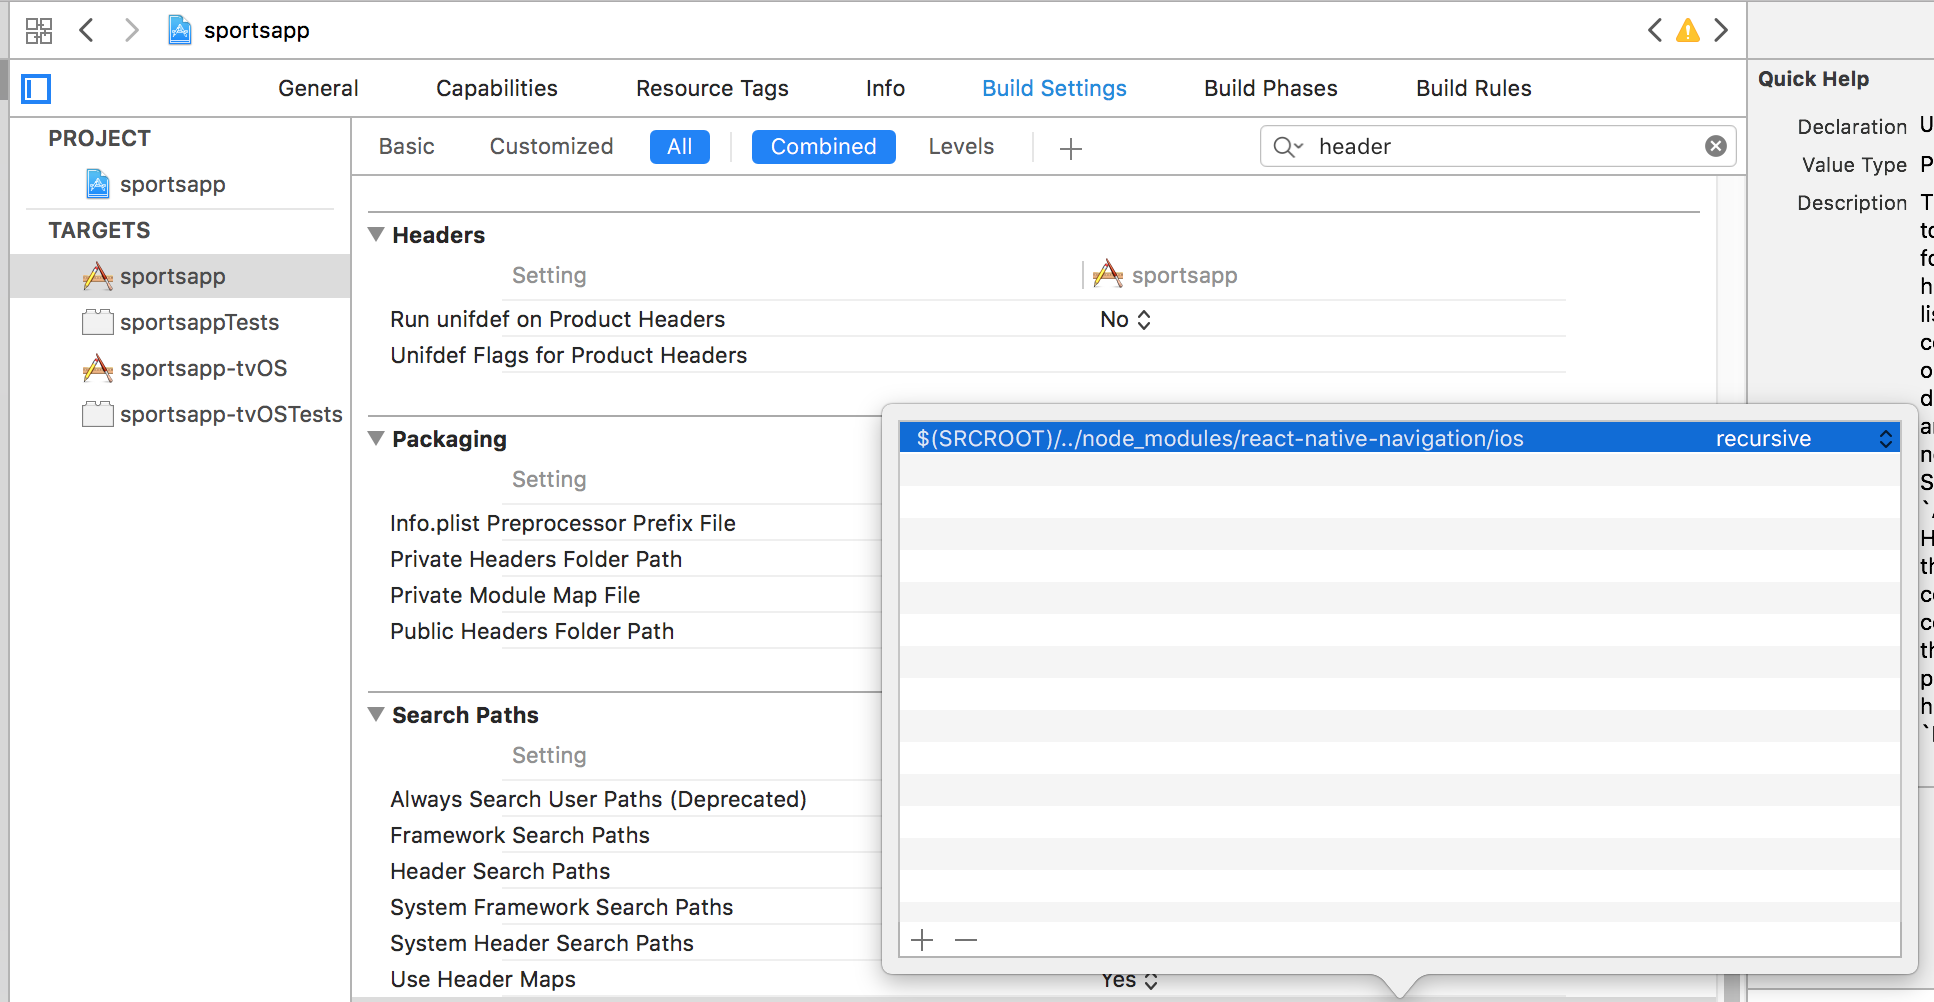 sportsapp
General Capabilities Resource Tags Info Build Settings Build Phases Build Rules
PROJECT
sportsapp
TARGETS
sportsapp
sportsappTests
sportsapp-tvOS
sportsapp-tvOSTests
Basic Customized All Combined Levels header
Headers
Setting sportsapp
Run unifdef on Product Headers No
Unifdef Flags for Product Headers
Packaging
Setting
Info.plist Preprocessor Prefix File
Private Headers Folder Path
Private Module Map File
Public Headers Folder Path
Search Paths
Setting
Always Search User Paths (Deprecated)
Framework Search Paths
Header Search Paths
System Framework Search Paths
System Header Search Paths
Use Header Maps Yes
$(SRCROOT)/../node_modules/react-native-navigation/ios recursive
Quick Help
Declaration
Value Type
Description